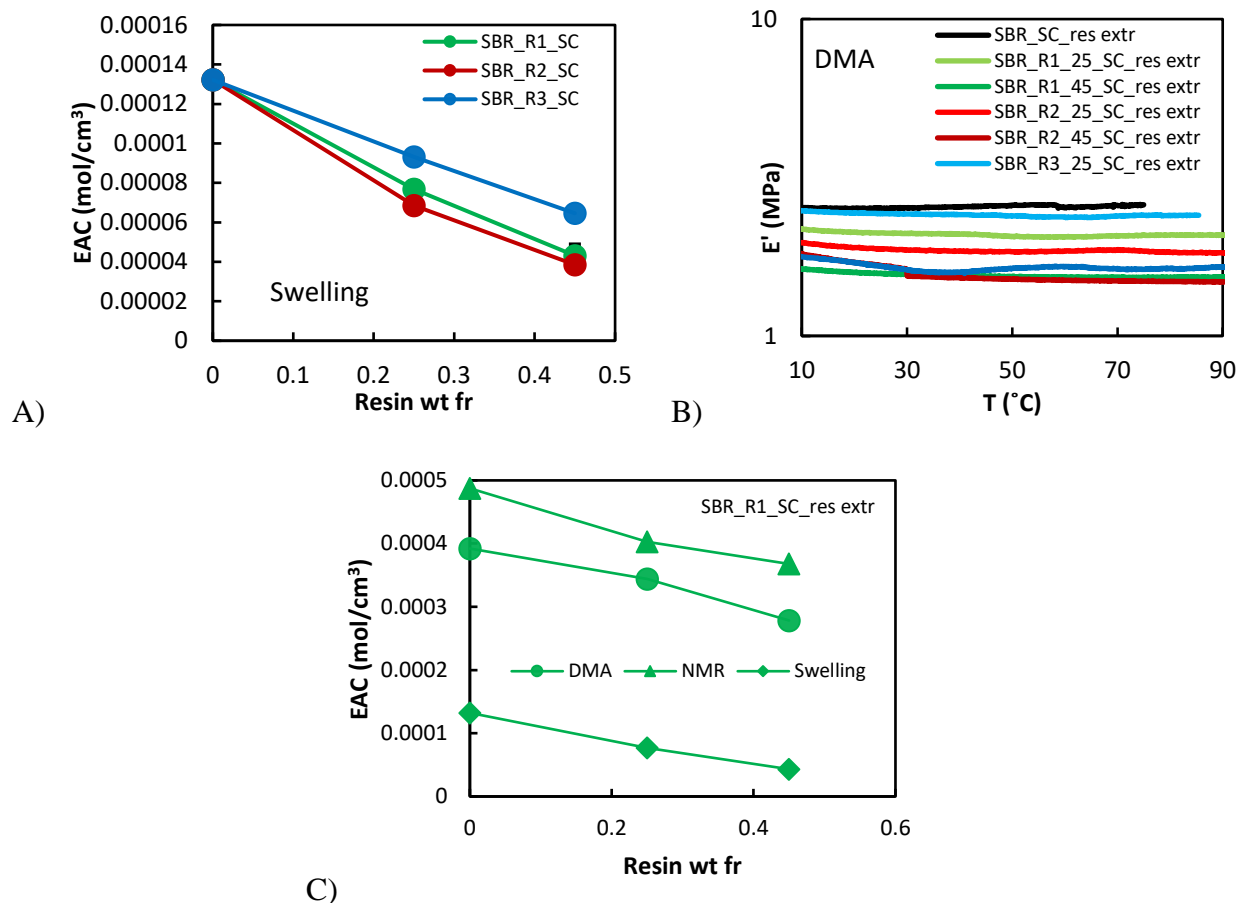 0.00016
0.00014
0.00012
0.0001
0.00008
0.00006
0.00004
0.00002
0
EAC (mol/cm³)
SBR_R1_SC
SBR_R2_SC
SBR_R3_SC
Swelling
0 0.1 0.2 0.3 0.4 0.5
Resin wt fr
A)
10
1
E' (MPa)
DMA
SBR_SC_res extr
SBR_R1_25_SC_res extr
SBR_R1_45_SC_res extr
SBR_R2_25_SC_res extr
SBR_R2_45_SC_res extr
SBR_R3_25_SC_res extr
10 30 50 70 90
T (˚C)
B)
0.0005
0.0004
0.0003
0.0002
0.0001
0
EAC (mol/cm³)
SBR_R1_SC_res extr
DMA NMR Swelling
0 0.2 0.4 0.6
Resin wt fr
C)